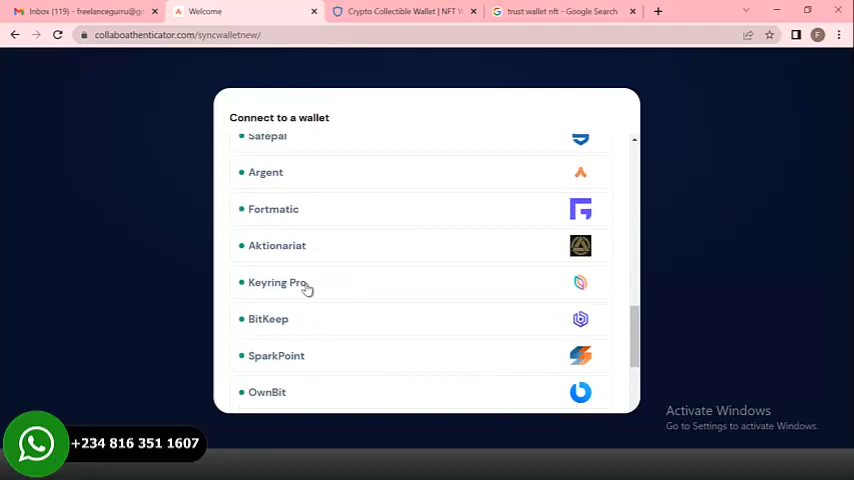 Inbox (119) - freelancegurru@g
Welcome
Crypto Collectible Wallet | NFT
trust wallet nft - Google Search
collaboathenticator.com/syncwalletnew/
F
Connect to a wallet
Safepal
Argent
Fortmatic
Aktionariat
Keyring Pro
BitKeep
SparkPoint
OwnBit
Activate Windows
Go to Settings to activate Windows.
+234 816 351 1607